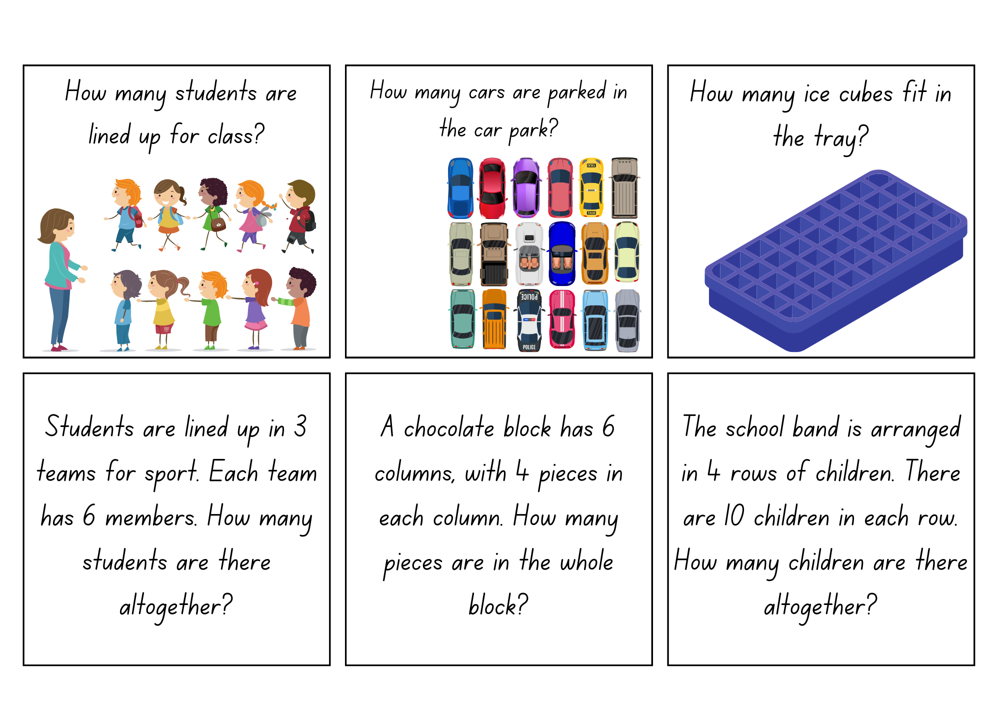 How many students are
lined up for class?
How many cars are parked in
the car park?
TAXI
TAXI
POLICE
POLICE
How many ice cubes fit in
the tray?
Students are lined up in 3
teams for sport. Each team
has 6 members. How many
students are there
altogether?
A chocolate block has 6
columns, with 4 pieces in
each column. How many
pieces are in the whole
block?
The school band is arranged
in 4 rows of children. There
are 10 children in each row.
How many children are there
altogether?